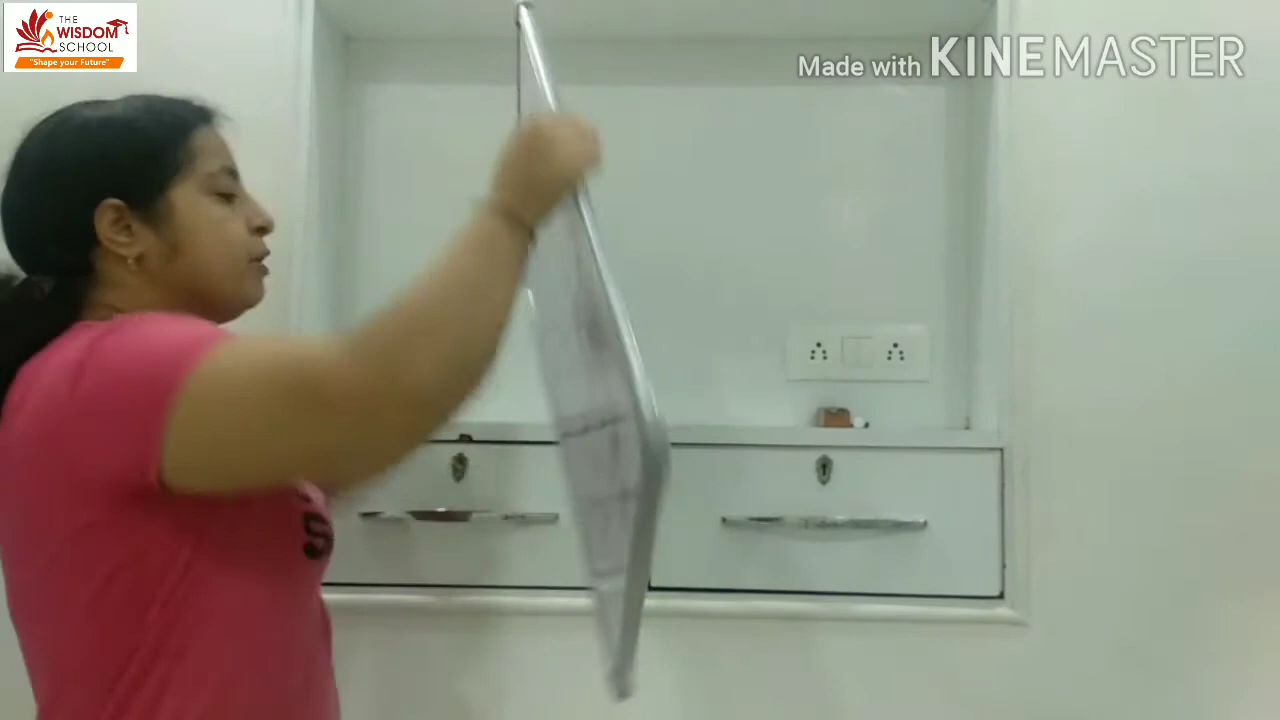 THE
WISDOM
SCHOOL
"Shape your Future"
Made with KINEMASTER
S